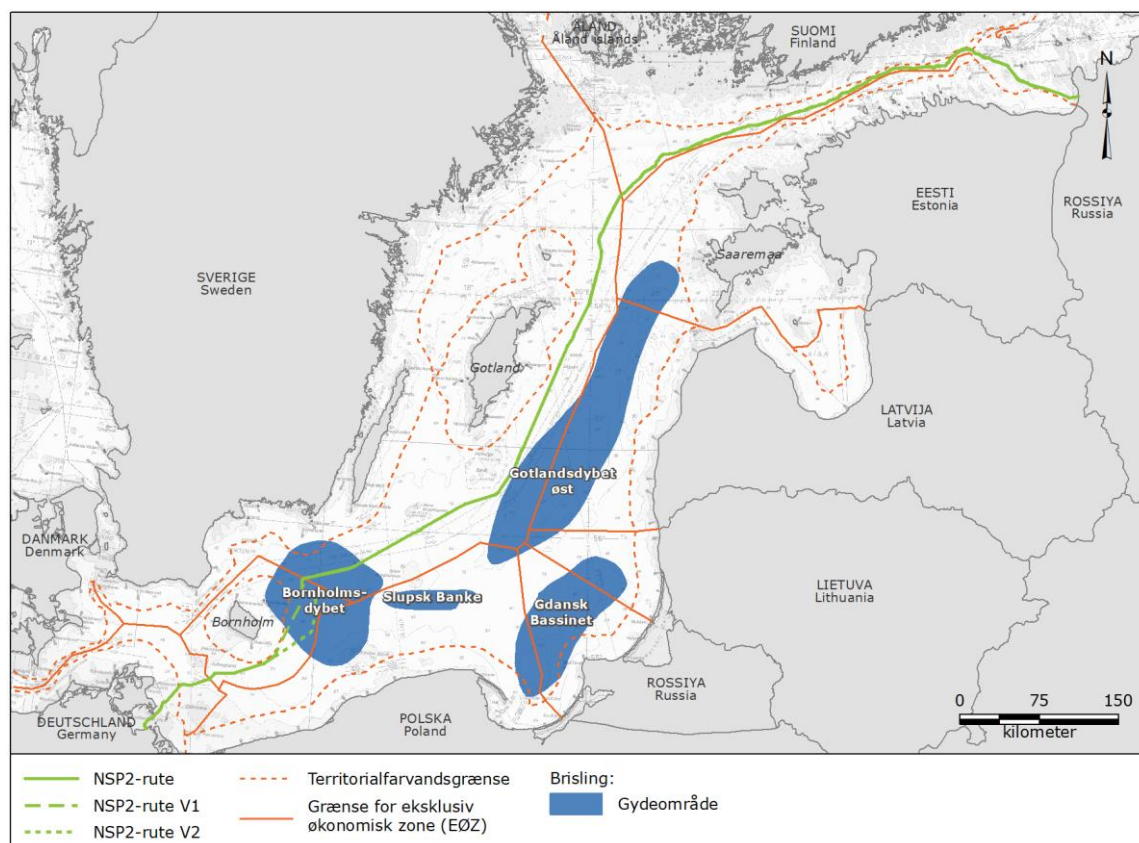 ÅLAND
Åland islands
SUOMI
Finland
N
EESTI
Estonia
ROSSIYA
Russia
SVERIGE
Sweden
Saaremaa
Gotland
LATVIJA
Latvia
Gotlandsdybet
øst
DANMARK
Denmark
LIETUVA
Lithuania
Bornholms-
dybet
Slupsk Banke
Gdansk
Bassinet
Bornholm
ROSSIYA
Russia
DEUTSCHLAND
Germany
POLSKA
Poland
0 75 150
kilometer
NSP2-rute
NSP2-rute V1
NSP2-rute V2
Territorialfarvandsgrænse
Grænse for eksklusiv
økonomisk zone (EØZ)
Brisling:
Gydeområde